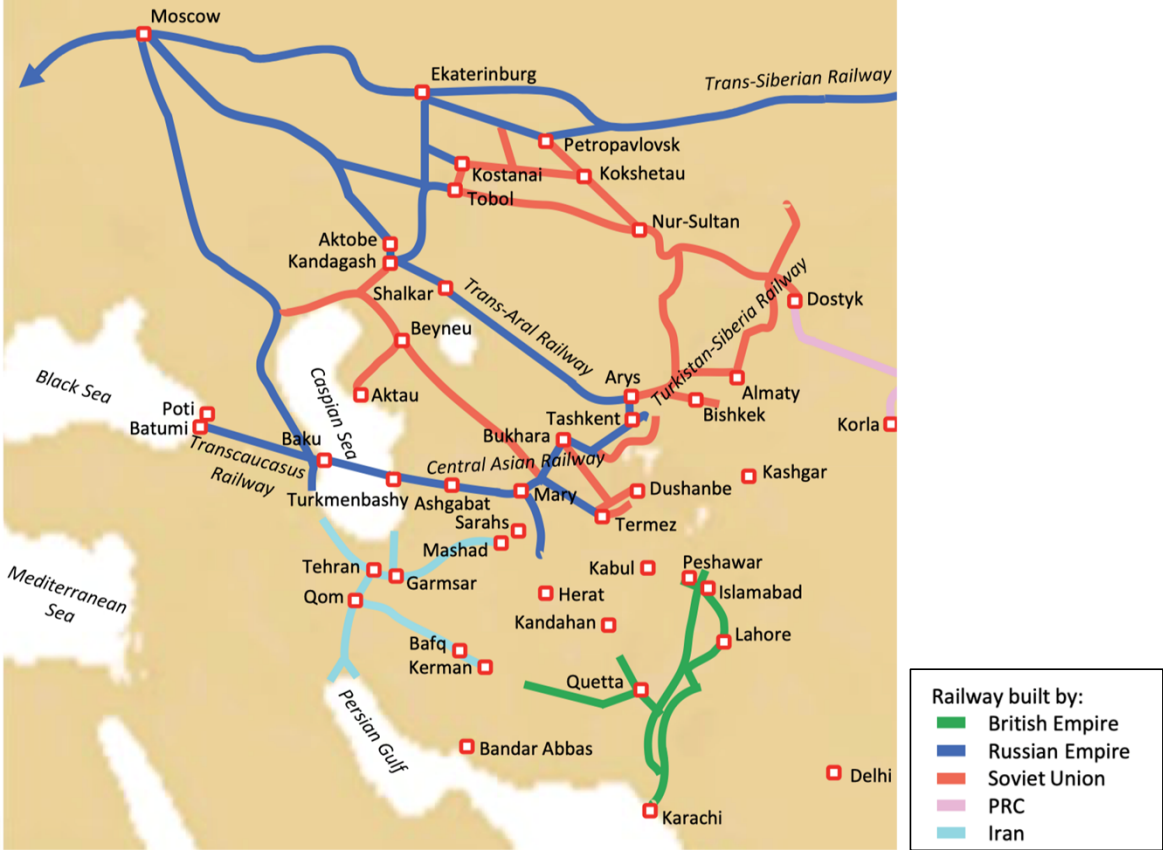 Moscow
Ekaterinburg
Trans-Siberian Railway
Petropavlovsk
Kostanai
Kokshetau
Tobol
Nur-Sultan
Aktobe
Kandagash
Shalkar
Trans-Aral Railway
Turkistan-Siberia Railway
Dostyk
Beyneu
Black Sea
Caspian Sea
Aktau
Arys
Almaty
Poti
Batumi
Tashkent
Bishkek
Korla
Bukhara
Baku
Transcaucasus
Railway
Central Asian Railway
Kashgar
Turkmenbashy
Ashgabat
Mary
Dushanbe
Sarahs
Termez
Mashad
Tehran
Garmsar
Kabul
Peshawar
Islamabad
Mediterranean
Sea
Qom
Herat
Kandahan
Lahore
Bafq
Kerman
Quetta
Persian Gulf
Bandar Abbas
Delhi
Karachi
Railway built by:
British Empire
Russian Empire
Soviet Union
PRC
Iran